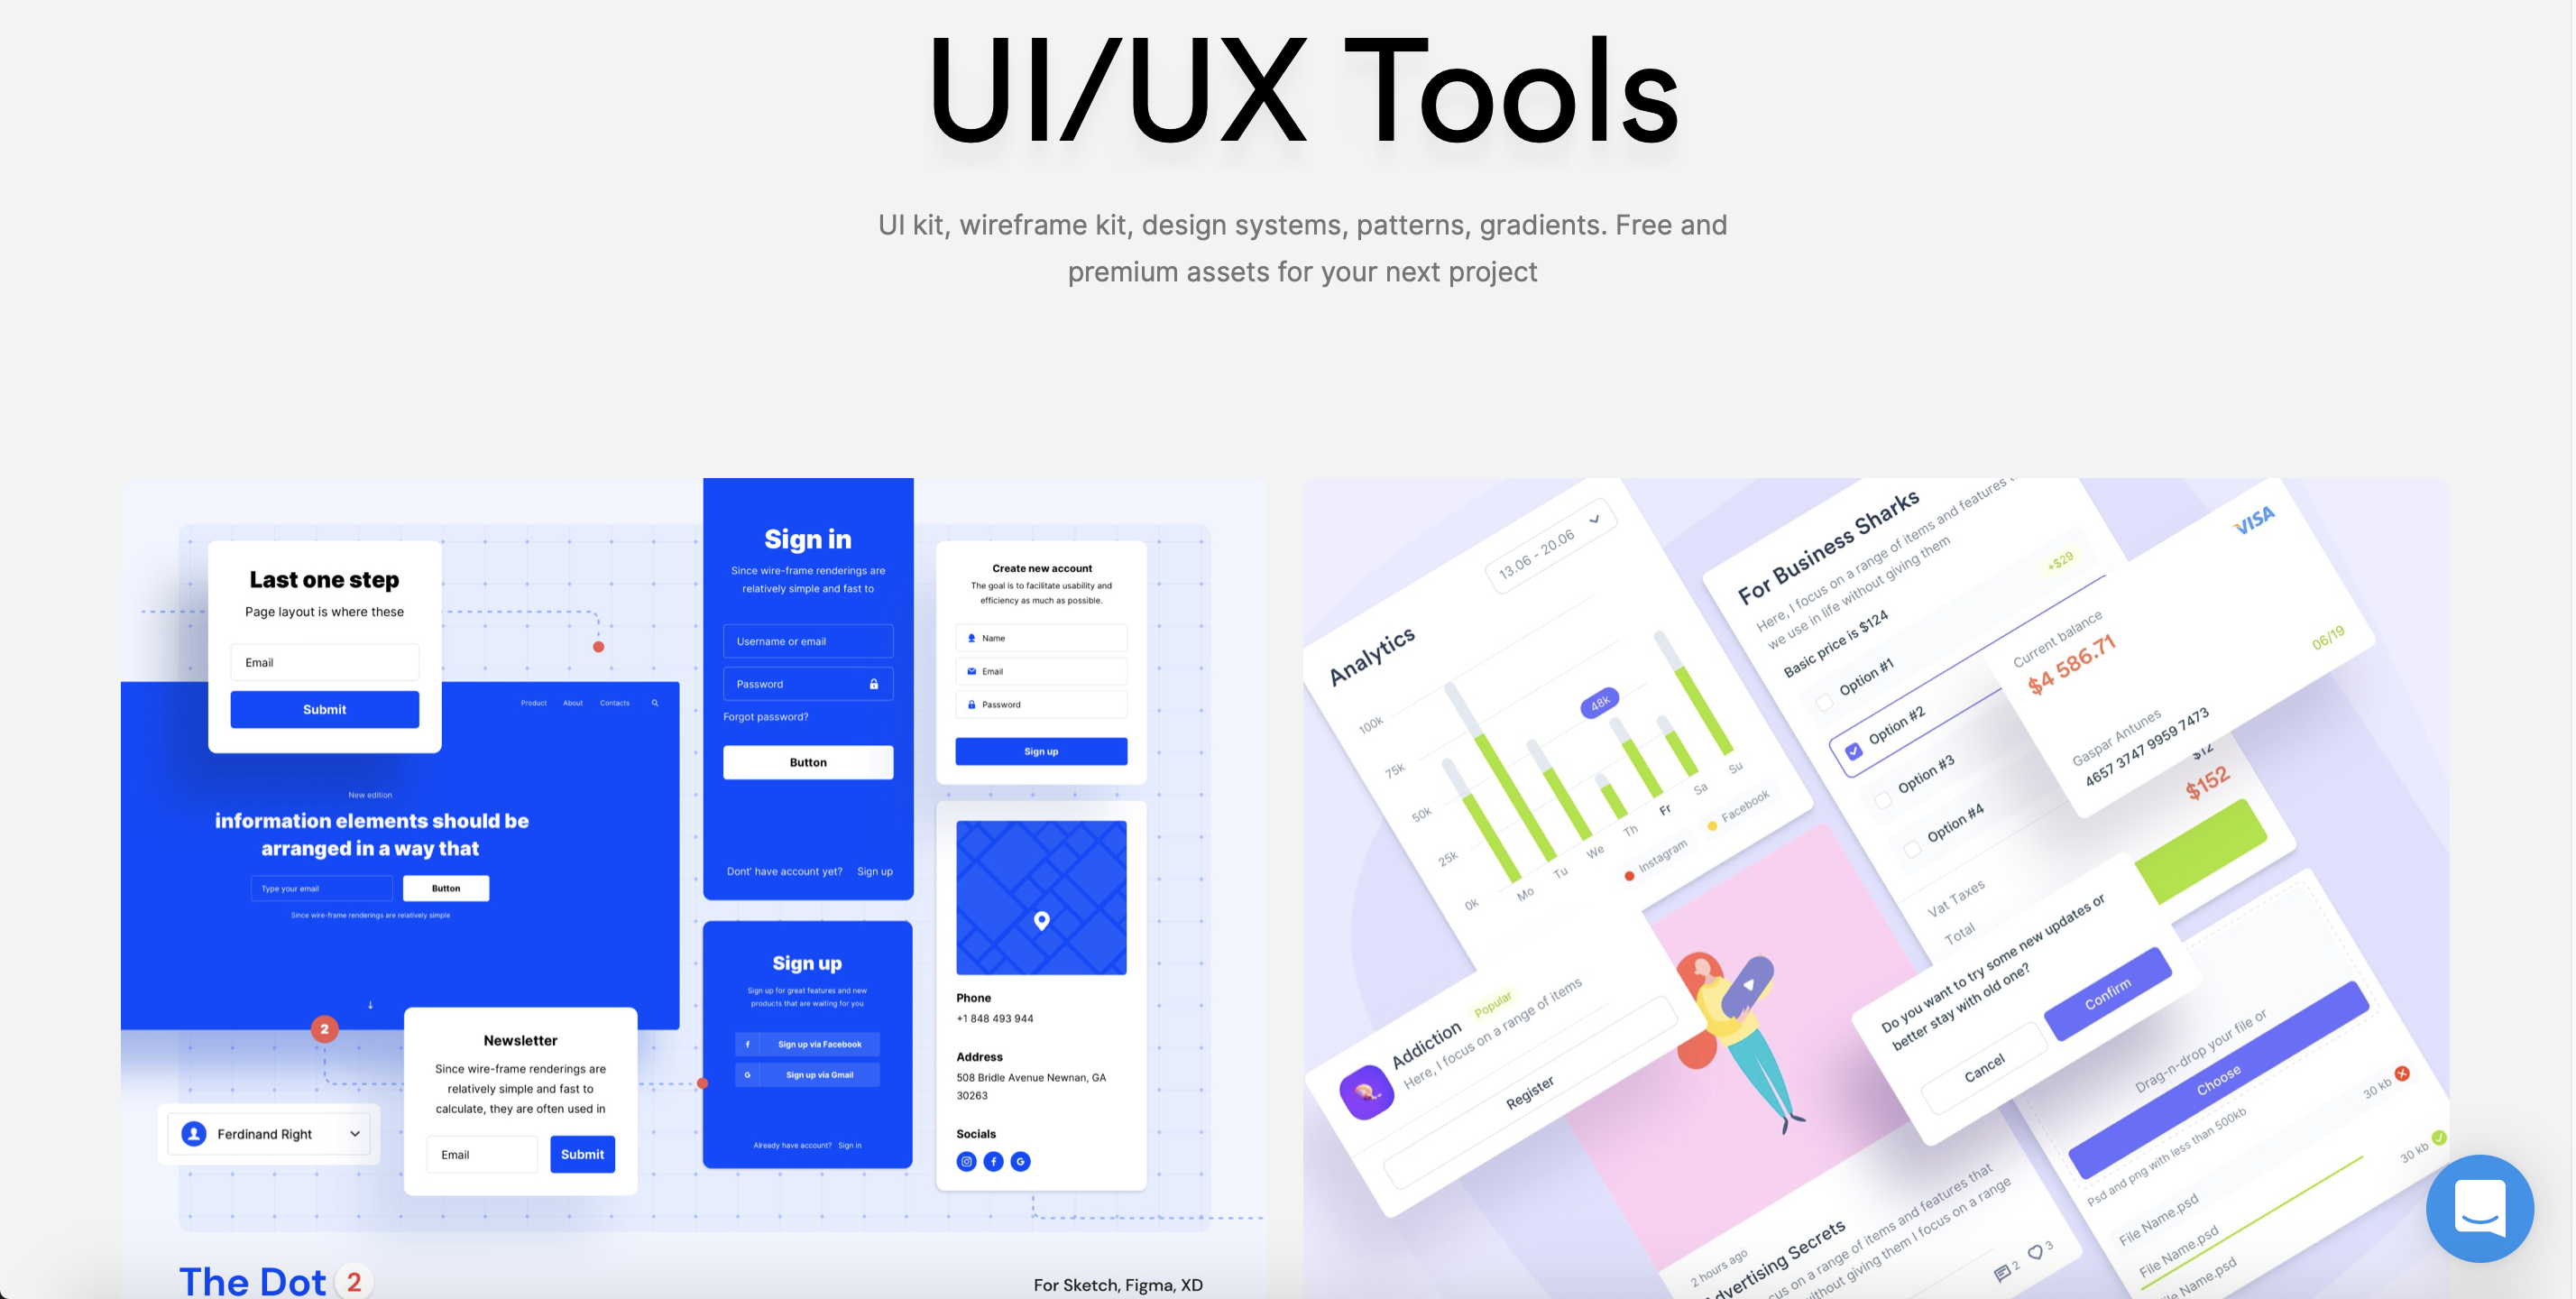 UI/UX Tools
UI kit, wireframe kit, design systems, patterns, gradients. Free and
premium assets for your next project
Last one step
Page layout is where these
Email
Submit
Product About Contacts
New edition
information elements should be
arranged in a way that
Type your email
Button
Since wire-frame renderings are relatively simple
↓
2
Newsletter
Since wire-frame renderings are
relatively simple and fast to
calculate, they are often used in
Email
Submit
Ferdinand Right
Sign in
Since wire-frame renderings are
relatively simple and fast to
Username or email
Password
Forgot password?
Button
Dont' have account yet? Sign up
Sign up
Sign up for great features and new
products that are waiting for you
f Sign up via Facebook
G Sign up via Gmail
Already have account? Sign in
Create new account
The goal is to facilitate usability and
efficiency as much as possible.
Name
Email
Password
Sign up
Phone
+1 848 493 944
Address
508 Bridle Avenue Newnan, GA
30263
Socials
f G
The Dot 2
For Sketch, Figma, XD
Analytics
13.06 - 20.06
100k
75k
50k
25k
0k
48k
Mo Tu We Th Fr Sa Su
Instagram
Facebook
For Business Sharks
Here, I focus on a range of items and features
we use in life without giving them
Basic price is $124
+$29
Option #1
Option #2
Option #3
Option #4
Vat Taxes
$12
Total
$152
VISA
Current balance
$4 586.71
06/19
Gaspar Antunes
4657 3747 9959 7473
Addiction
Popular
Here, I focus on a range of items
Register
Do you want to try some new updates or
better stay with old one?
Cancel
Confirm
Drag-n-drop your file or
Choose
Psd and png with less than 500kb
File Name.psd
30 kb
File Name.psd
30 kb
Name.psd
2 hours ago
dvertising Secrets
cus on a range of items and features that
without giving them I focus on a range
2
3